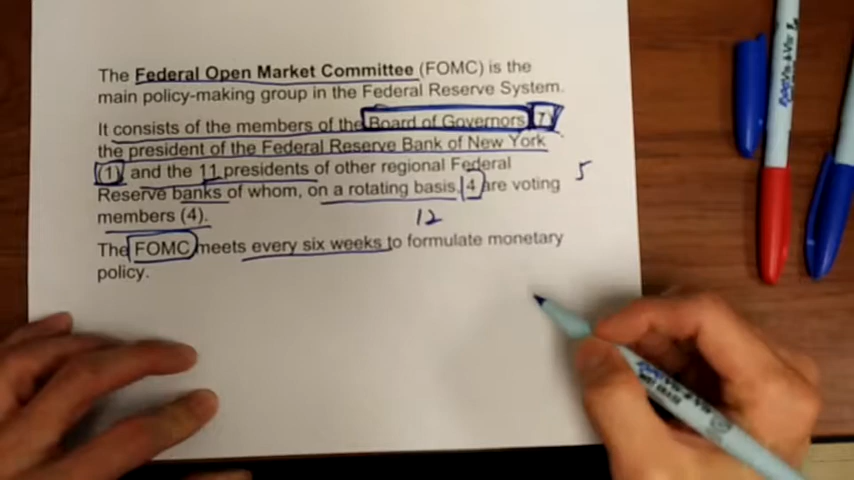 The Federal Open Market Committee (FOMC) is the
main policy-making group in the Federal Reserve System.
It consists of the members of the Board of Governors 7
the president of the Federal Reserve Bank of New York
(1) and the 11 presidents of other regional Federal
Reserve banks of whom, on a rotating basis, 4 are voting 5
members (4).
12
The FOMC meets every six weeks to formulate monetary
policy.